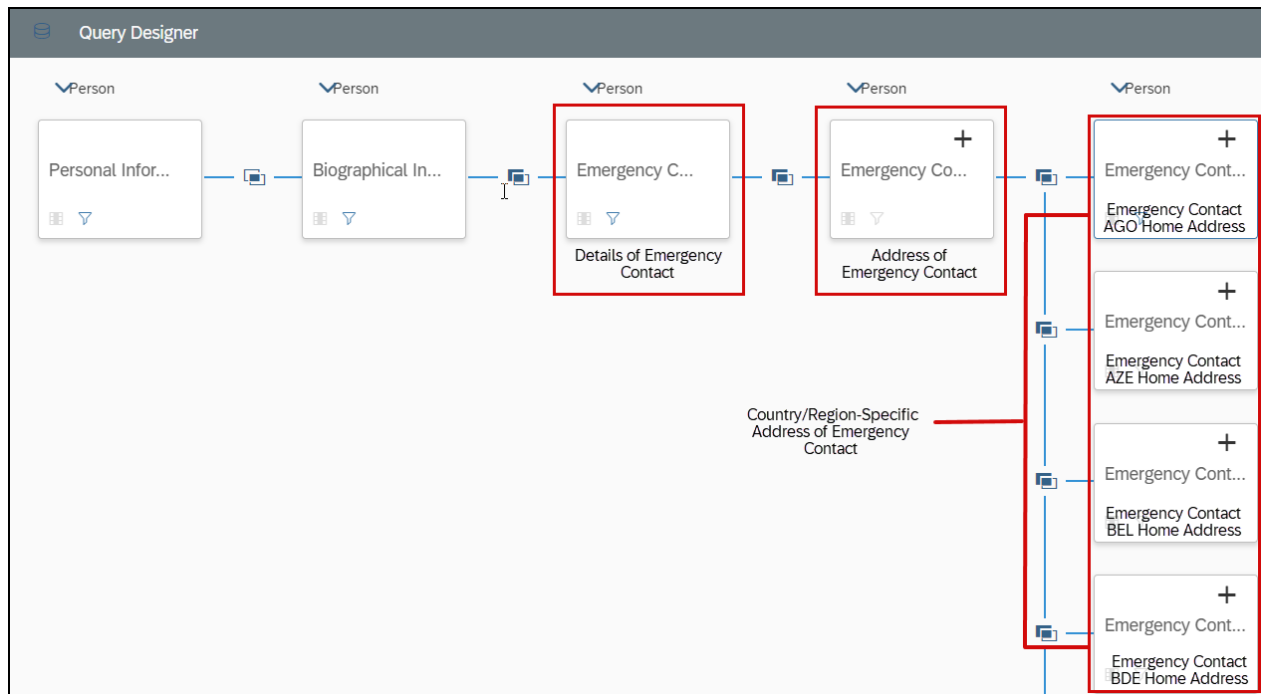 Query Designer
Person
Person
Person
Person
Person
Personal Infor...
Biographical In...
Emergency C...
Emergency Co...
Emergency Cont...
Details of Emergency
Contact
Address of
Emergency Contact
Emergency Contact
AGO Home Address
Emergency Cont...
Emergency Contact
AZE Home Address
Country/Region-Specific
Address of Emergency
Contact
Emergency Cont...
Emergency Contact
BEL Home Address
Emergency Cont...
Emergency Contact
BDE Home Address